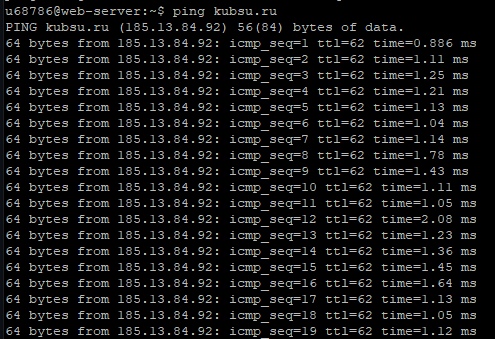 u68786@web-server:~$ ping kubsu.ru
PING kubsu.ru (185.13.84.92) 56(84) bytes of data.
64 bytes from 185.13.84.92: icmp_seq=1 ttl=62 time=0.886 ms
64 bytes from 185.13.84.92: icmp_seq=2 ttl=62 time=1.11 ms
64 bytes from 185.13.84.92: icmp_seq=3 ttl=62 time=1.25 ms
64 bytes from 185.13.84.92: icmp_seq=4 ttl=62 time=1.21 ms
64 bytes from 185.13.84.92: icmp_seq=5 ttl=62 time=1.13 ms
64 bytes from 185.13.84.92: icmp_seq=6 ttl=62 time=1.04 ms
64 bytes from 185.13.84.92: icmp_seq=7 ttl=62 time=1.14 ms
64 bytes from 185.13.84.92: icmp_seq=8 ttl=62 time=1.78 ms
64 bytes from 185.13.84.92: icmp_seq=9 ttl=62 time=1.43 ms
64 bytes from 185.13.84.92: icmp_seq=10 ttl=62 time=1.11 ms
64 bytes from 185.13.84.92: icmp_seq=11 ttl=62 time=1.05 ms
64 bytes from 185.13.84.92: icmp_seq=12 ttl=62 time=2.08 ms
64 bytes from 185.13.84.92: icmp_seq=13 ttl=62 time=1.23 ms
64 bytes from 185.13.84.92: icmp_seq=14 ttl=62 time=1.36 ms
64 bytes from 185.13.84.92: icmp_seq=15 ttl=62 time=1.45 ms
64 bytes from 185.13.84.92: icmp_seq=16 ttl=62 time=1.64 ms
64 bytes from 185.13.84.92: icmp_seq=17 ttl=62 time=1.13 ms
64 bytes from 185.13.84.92: icmp_seq=18 ttl=62 time=1.05 ms
64 bytes from 185.13.84.92: icmp_seq=19 ttl=62 time=1.12 ms